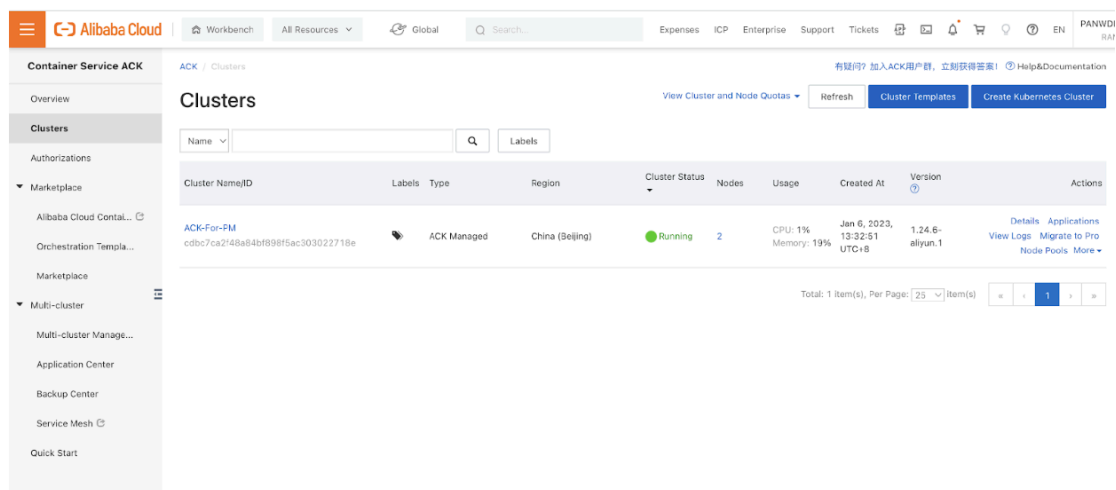 Alibaba Cloud
Workbench
All Resources
Global
Search...
Expenses ICP Enterprise Support Tickets EN
PANWD
RA
Container Service ACK
Overview
Clusters
Authorizations
Marketplace
Alibaba Cloud Contai...
Orchestration Templa...
Marketplace
Multi-cluster
Multi-cluster Manage...
Application Center
Backup Center
Service Mesh
Quick Start
ACK / Clusters
有疑问? 加入ACK用户群, 立刻获得答案! Help&Documentation
Clusters
View Cluster and Node Quotas
Refresh
Cluster Templates
Create Kubernetes Cluster
Name
Labels
Cluster Name/ID Labels Type Region Cluster Status Nodes Usage Created At Version Actions
ACK-For-PM
cdbc7ca2f48a84bf898f5ac303022718e
ACK Managed
China (Beijing)
Running
2
CPU: 1%
Memory: 19%
Jan 6, 2023,
13:32:51
UTC+8
1.24.6-
aliyun.1
Details Applications
View Logs Migrate to Pro
Node Pools More
Total: 1 item(s), Per Page: 25 item(s)
« ‹ 1 › »